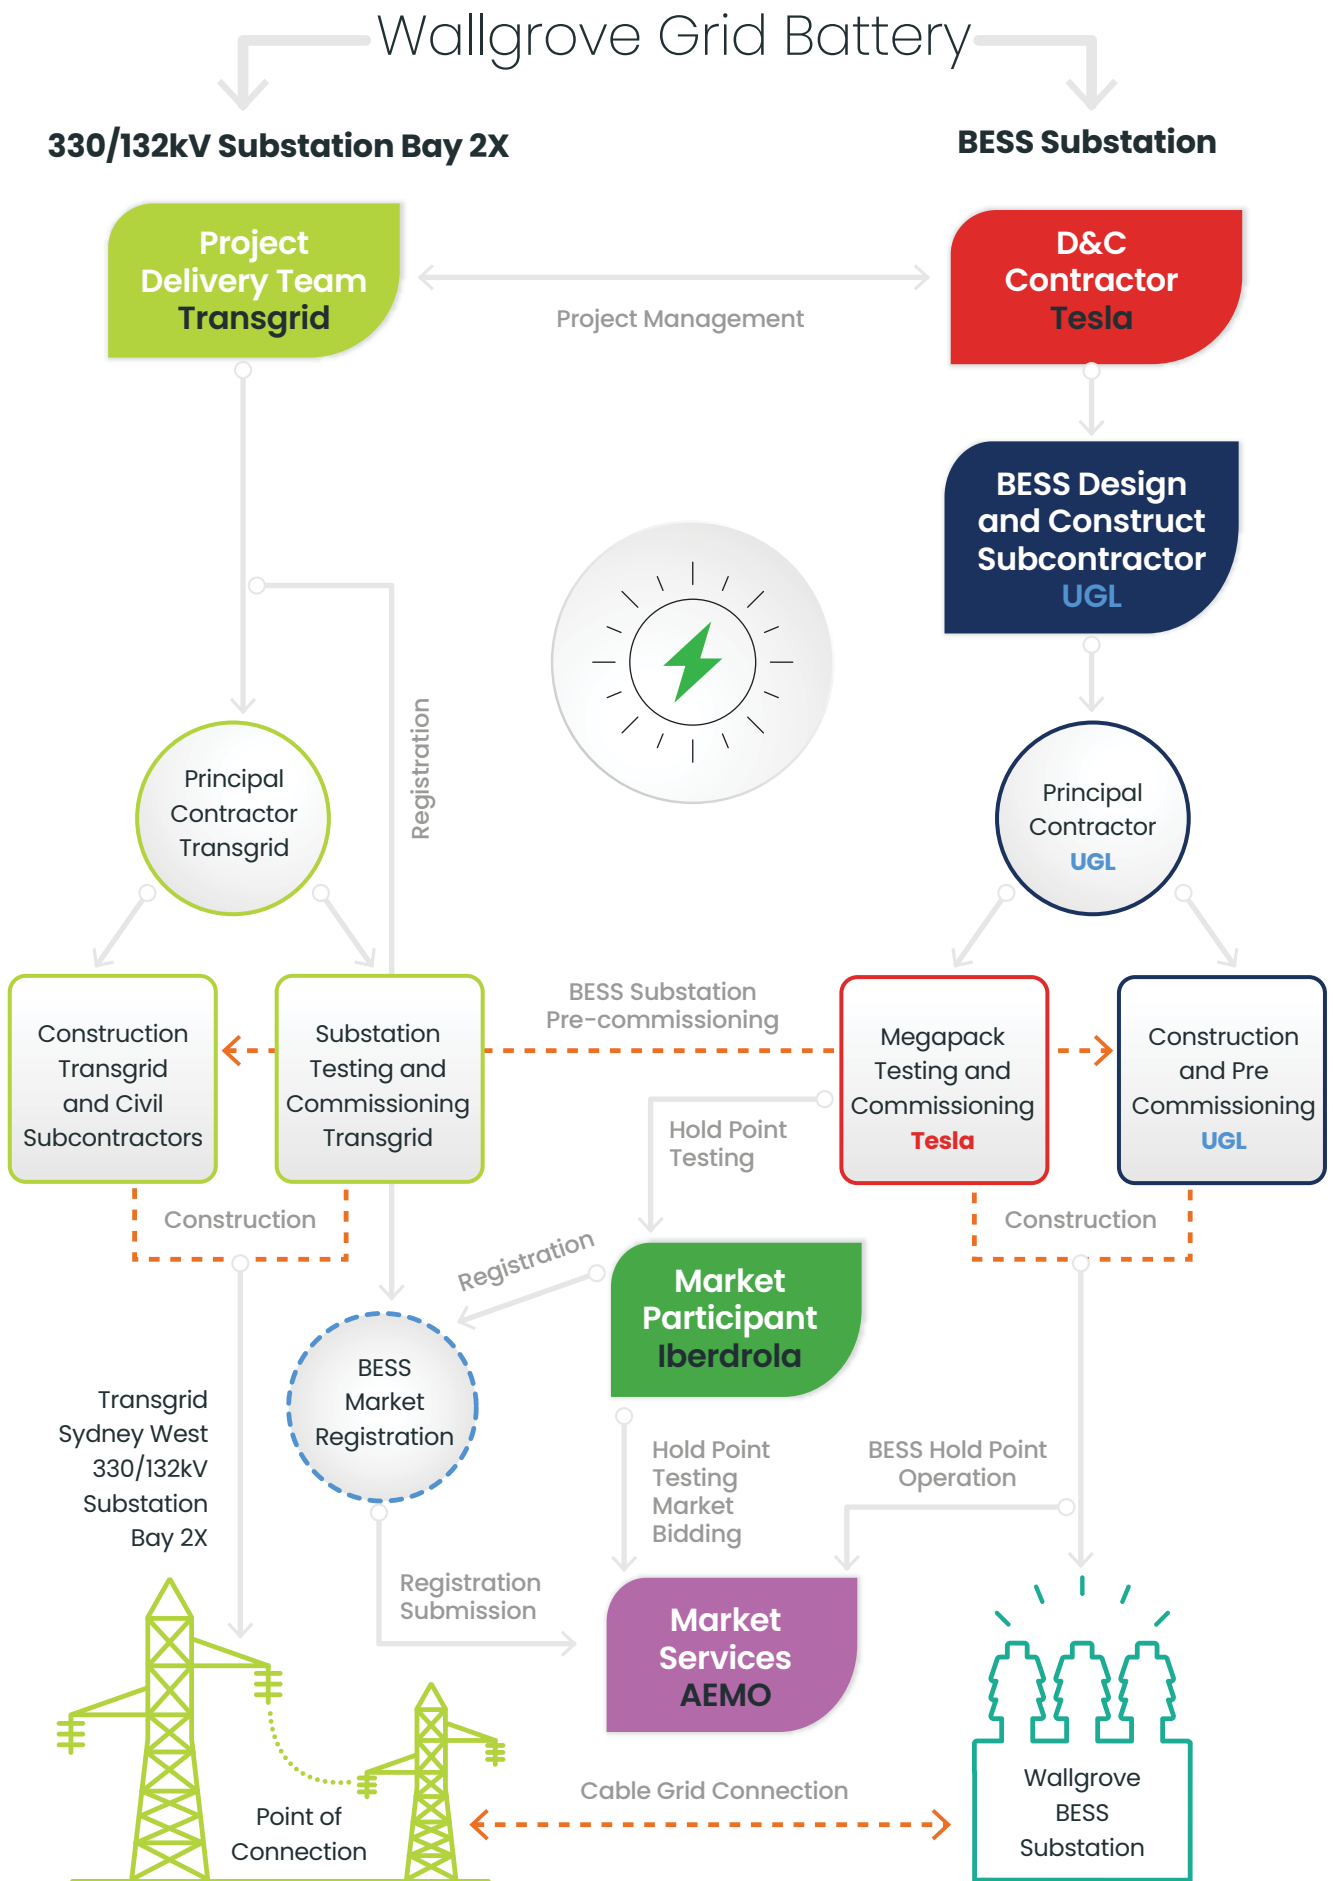 Wallgrove Grid Battery
330/132kV Substation Bay 2X
BESS Substation
Project
Delivery Team
Transgrid
Project Management
D&C
Contractor
Tesla
BESS Design
and Construct
Subcontractor
UGL
Registration
Principal
Contractor
Transgrid
Principal
Contractor
UGL
Construction
Transgrid
and Civil
Subcontractors
Substation
Testing and
Commissioning
Transgrid
BESS Substation
Pre-commissioning
Megapack
Testing and
Commissioning
Tesla
Construction
and Pre
Commissioning
UGL
Hold Point
Testing
Construction
Construction
Registration
Market
Participant
Iberdrola
BESS
Market
Registration
Transgrid
Sydney West
330/132kV
Substation
Bay 2X
Hold Point
Testing
Market
Bidding
BESS Hold Point
Operation
Registration
Submission
Market
Services
AEMO
Cable Grid Connection
Point of
Connection
Wallgrove
BESS
Substation